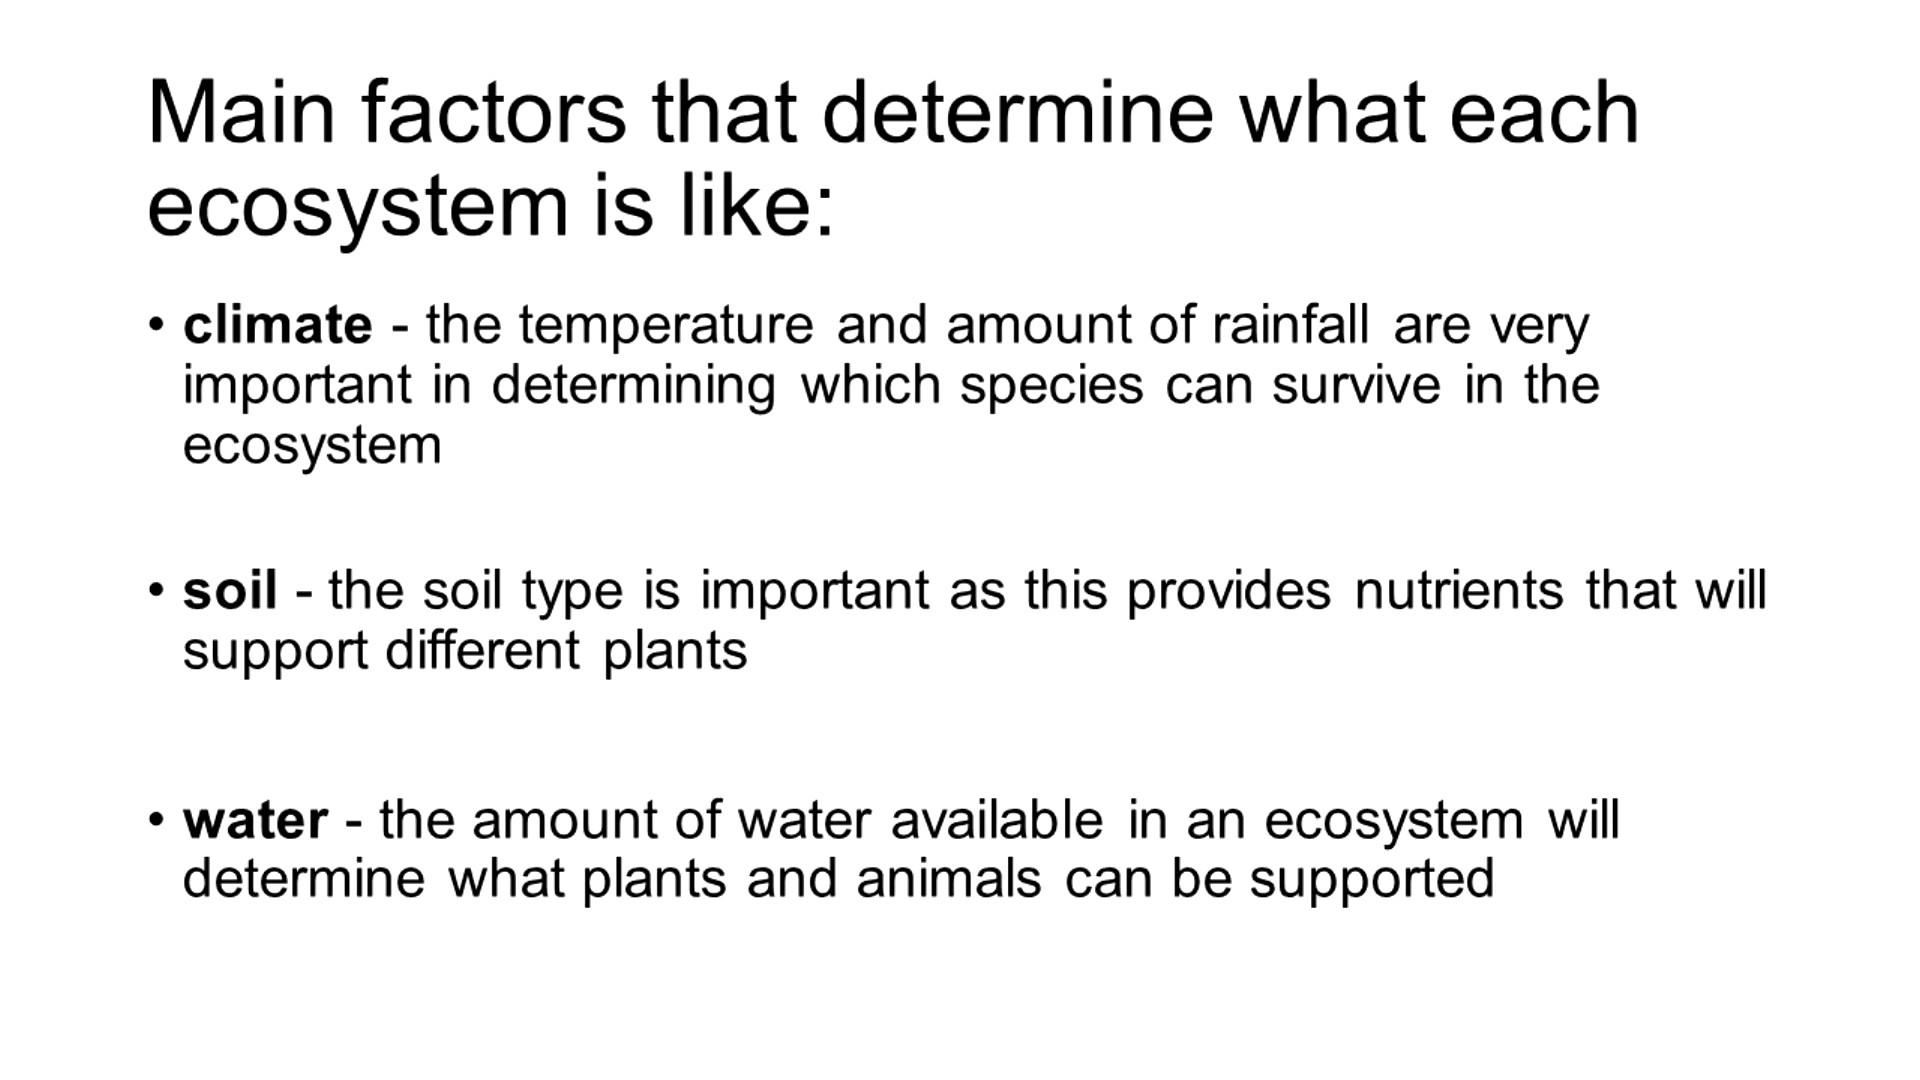 Main factors that determine what each
ecosystem is like:
• climate - the temperature and amount of rainfall are very
important in determining which species can survive in the
ecosystem
• soil - the soil type is important as this provides nutrients that will
support different plants
• water - the amount of water available in an ecosystem will
determine what plants and animals can be supported